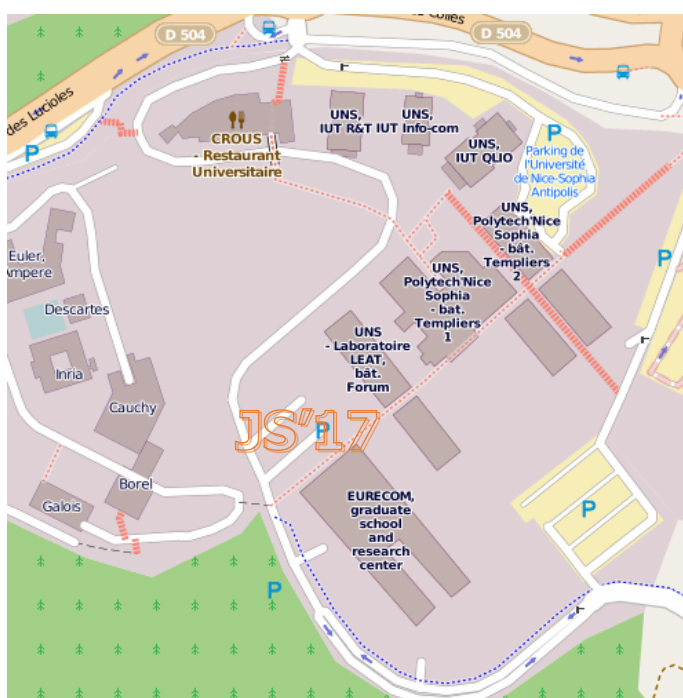 Colles
D 504
D 504
des Lucioles
P
CROUS
- Restaurant
Universitaire
UNS,
IUT R&T
UNS,
IUT Info-com
UNS,
IUT QLIO
P
Parking de
l'Université
de Nice-Sophia
Antipolis
UNS,
Polytech'Nice
Sophia
- bât.
Templiers
2
P
Euler,
Ampere
UNS,
Polytech'Nice
Sophia
- bat.
Templiers
1
Descartes
UNS
- Laboratoire
LEAT,
bât.
Forum
Inria
Cauchy
JS'17
P
Borel
Galois
EURECOM,
graduate
school
and
research
center
P
P